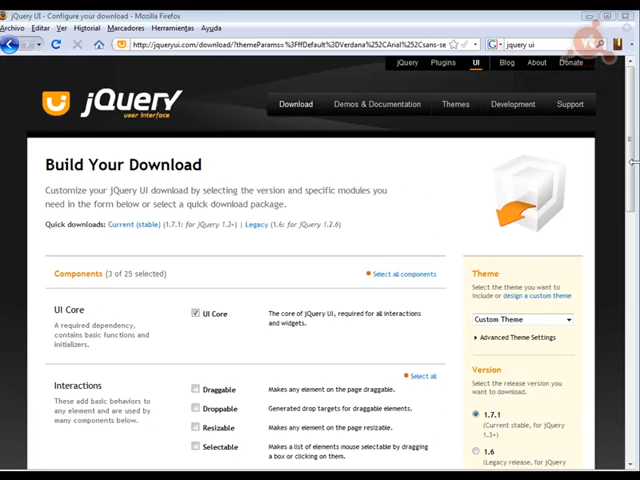 jQuery UI - Configure your download - Mozilla Firefox
Archivo Editar Ver Historial Marcadores Herramientas Ayuda
http://jqueryui.com/download/?themeParams=%3FffDefault%3DVerdana%252CArial%252Csans-se
jquery ui
jQuery Plugins UI Blog About Donate
jQuery
user interface
Download Demos & Documentation Themes Development Support
Build Your Download
Customize your jQuery UI download by selecting the version and specific modules you
need in the form below or select a quick download package.
Quick downloads: Current (stable) (1.7.1: for jQuery 1.3+) | Legacy (1.6: for jQuery 1.2.6)
Components (3 of 25 selected)
Select all components
UI Core
A required dependency,
contains basic functions and
initializers.
UI Core
The core of jQuery UI, required for all interactions
and widgets.
Select all
Interactions
These add basic behaviors to
any element and are used by
many components below.
Draggable Makes any element on the page draggable.
Droppable Generated drop targets for draggable elements.
Resizable Makes any element on the page resizable.
Selectable Makes a list of elements mouse selectable by dragging
a box or clicking on them.
Theme
Select the theme you want to
include or design a custom theme
Custom Theme
Advanced Theme Settings
Version
Select the release version you
want to download.
1.7.1
(Current stable, for jQuery
1.3+)
1.6
(Legacy release, for jQuery